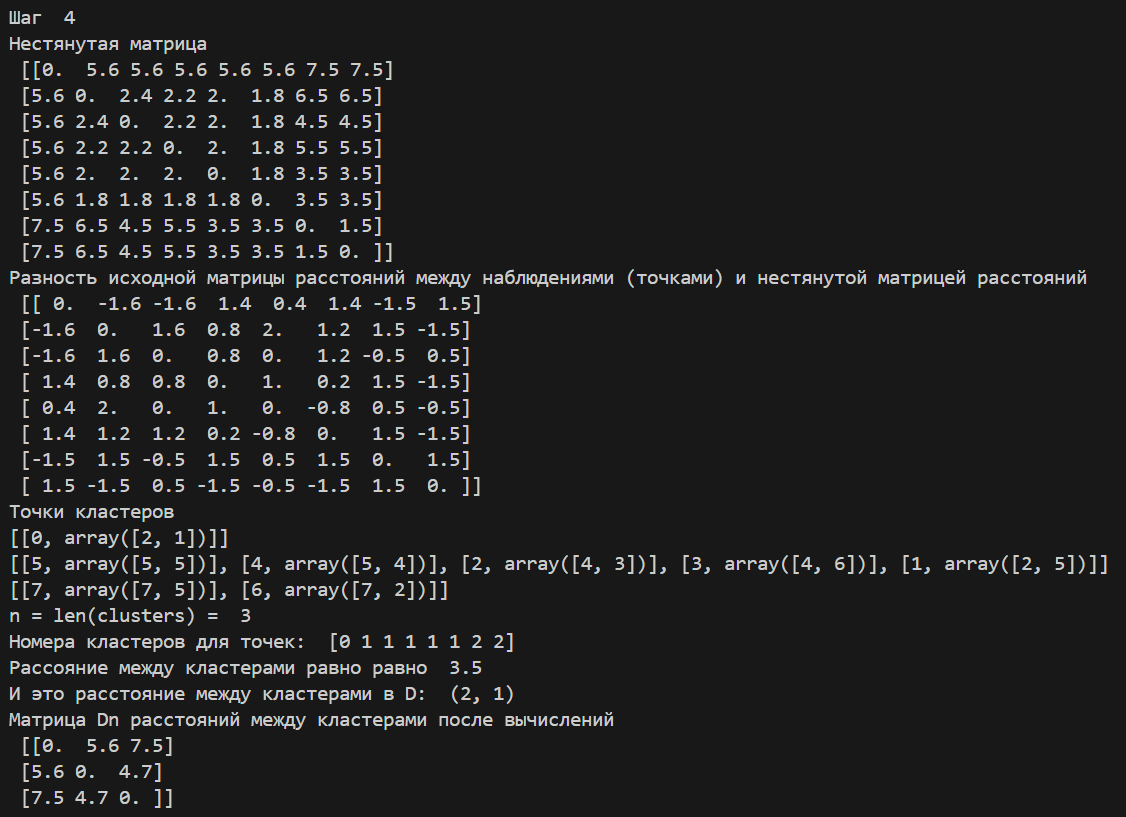 Шаг  4
Нестянутая матрица
 [[0.  5.6 5.6 5.6 5.6 5.6 7.5 7.5]
 [5.6 0.  2.4 2.2 2.  1.8 6.5 6.5]
 [5.6 2.4 0.  2.2 2.  1.8 4.5 4.5]
 [5.6 2.2 2.2 0.  2.  1.8 5.5 5.5]
 [5.6 2.  2.  2.  0.  1.8 3.5 3.5]
 [5.6 1.8 1.8 1.8 1.8 0.  3.5 3.5]
 [7.5 6.5 4.5 5.5 3.5 3.5 0.  1.5]
 [7.5 6.5 4.5 5.5 3.5 3.5 1.5 0. ]]
Разность исходной матрицы расстояний между наблюдениями (точками) и нестянутой матрицей расстояний
 [[ 0.  -1.6 -1.6  1.4  0.4  1.4 -1.5  1.5]
 [-1.6  0.   1.6  0.8  2.   1.2  1.5 -1.5]
 [-1.6  1.6  0.   0.8  0.   1.2 -0.5  0.5]
 [ 1.4  0.8  0.8  0.   1.   0.2  1.5 -1.5]
 [ 0.4  2.   0.   1.   0.  -0.8  0.5 -0.5]
 [ 1.4  1.2  1.2  0.2 -0.8  0.   1.5 -1.5]
 [-1.5  1.5 -0.5  1.5  0.5  1.5  0.   1.5]
 [ 1.5 -1.5  0.5 -1.5 -0.5 -1.5  1.5  0. ]]
Точки кластеров
[[0, array([2, 1])]]
[[5, array([5, 5])], [4, array([5, 4])], [2, array([4, 3])], [3, array([4, 6])], [1, array([2, 5])]]
[[7, array([7, 5])], [6, array([7, 2])]]
n = len(clusters) =  3
Номера кластеров для точек:  [0 1 1 1 1 1 2 2]
Рассояние между кластерами равно равно  3.5
И это расстояние между кластерами в D:  (2, 1)
Матрица Dn расстояний между кластерами после вычислений
 [[0.  5.6 7.5]
 [5.6 0.  4.7]
 [7.5 4.7 0. ]]